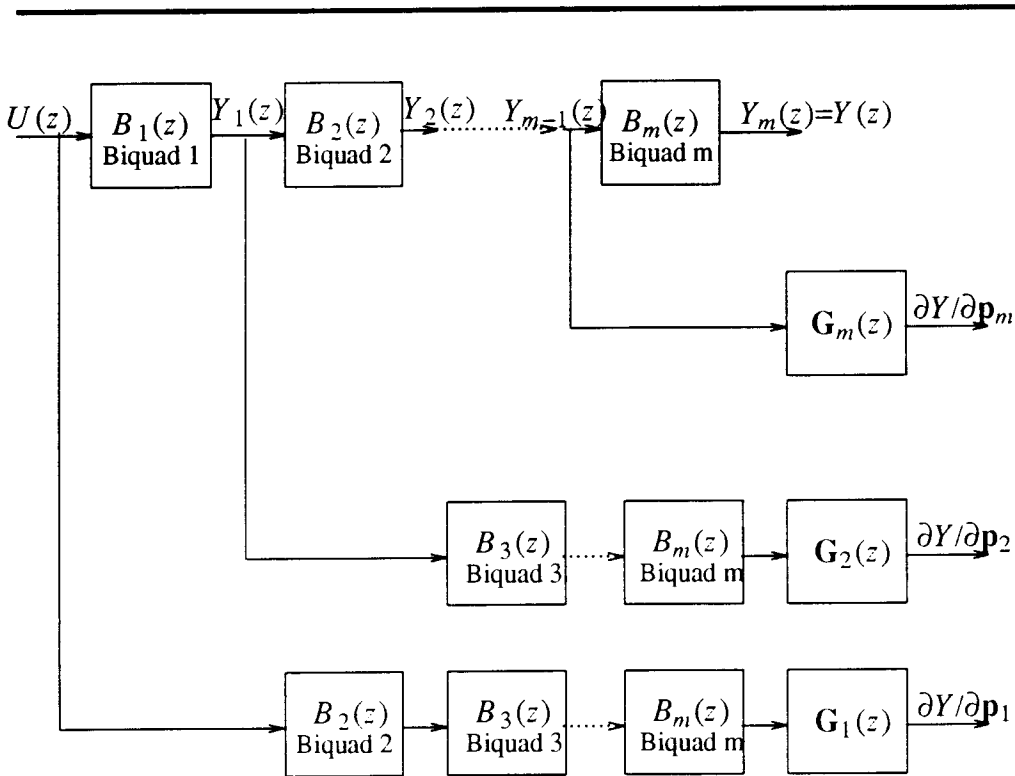 U(z) B₁(z) Y₁(z) B₂(z) Y₂(z) Yₘ₋₁(z) Bₘ(z) Yₘ(z)=Y(z)
Biquad 1 Biquad 2 Biquad m
Gₘ(z) ∂Y/∂pₘ
B₃(z) Bₘ(z) G₂(z) ∂Y/∂p₂
Biquad 3 Biquad m
B₂(z) B₃(z) Bₘ(z) G₁(z) ∂Y/∂p₁
Biquad 2 Biquad 3 Biquad m